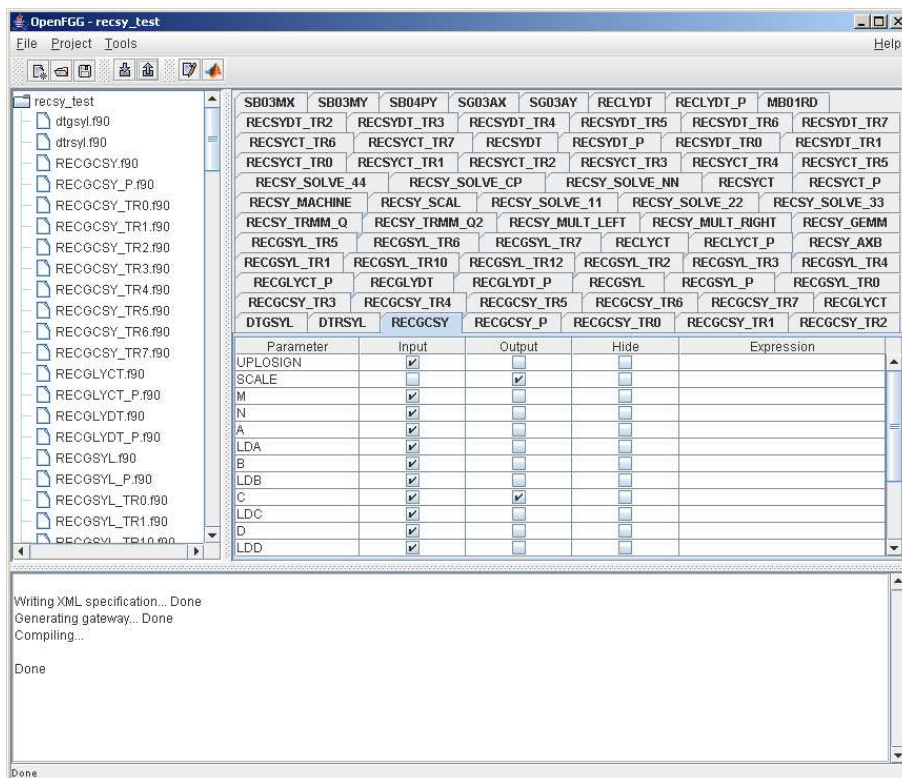 OpenFGG - recsy_test
File Project Tools Help
recsy_test
dtgsyl.f90
dtrsyl.f90
RECGCSY.f90
RECGCSY_P.f90
RECGCSY_TR0.f90
RECGCSY_TR1.f90
RECGCSY_TR2.f90
RECGCSY_TR3.f90
RECGCSY_TR4.f90
RECGCSY_TR5.f90
RECGCSY_TR6.f90
RECGCSY_TR7.f90
RECGLYCT.f90
RECGLYCT_P.f90
RECGLYDT.f90
RECGLYDT_P.f90
RECGSYL.f90
RECGSYL_P.f90
RECGSYL_TR0.f90
RECGSYL_TR1.f90
RECGSYL_TR10.f90
SB03MX SB03MY SB04PY SG03AX SG03AY RECLYDT RECLYDT_P MB01RD
RECSYDT_TR2 RECSYDT_TR3 RECSYDT_TR4 RECSYDT_TR5 RECSYDT_TR6 RECSYDT_TR7
RECSYCT_TR6 RECSYCT_TR7 RECSYDT RECSYDT_P RECSYDT_TR0 RECSYDT_TR1
RECSYCT_TR0 RECSYCT_TR1 RECSYCT_TR2 RECSYCT_TR3 RECSYCT_TR4 RECSYCT_TR5
RECSY_SOLVE_44 RECSY_SOLVE_CP RECSY_SOLVE_NN RECSYCT RECSYCT_P
RECSY_MACHINE RECSY_SCAL RECSY_SOLVE_11 RECSY_SOLVE_22 RECSY_SOLVE_33
RECSY_TRMM_Q RECSY_TRMM_Q2 RECSY_MULT_LEFT RECSY_MULT_RIGHT RECSY_GEMM
RECGSYL_TR5 RECGSYL_TR6 RECGSYL_TR7 RECLYCT RECLYCT_P RECSY_AXB
RECGSYL_TR1 RECGSYL_TR10 RECGSYL_TR12 RECGSYL_TR2 RECGSYL_TR3 RECGSYL_TR4
RECGLYCT_P RECGLYDT RECGLYDT_P RECGSYL RECGSYL_P RECGSYL_TR0
RECGCSY_TR3 RECGCSY_TR4 RECGCSY_TR5 RECGCSY_TR6 RECGCSY_TR7 RECGLYCT
DTGSYL DTRSYL RECGCSY RECGCSY_P RECGCSY_TR0 RECGCSY_TR1 RECGCSY_TR2
Parameter Input Output Hide Expression
UPLOSIGN
SCALE
M
N
A
LDA
B
LDB
C
LDC
D
LDD
Writing XML specification... Done
Generating gateway... Done
Compiling...
Done
Done